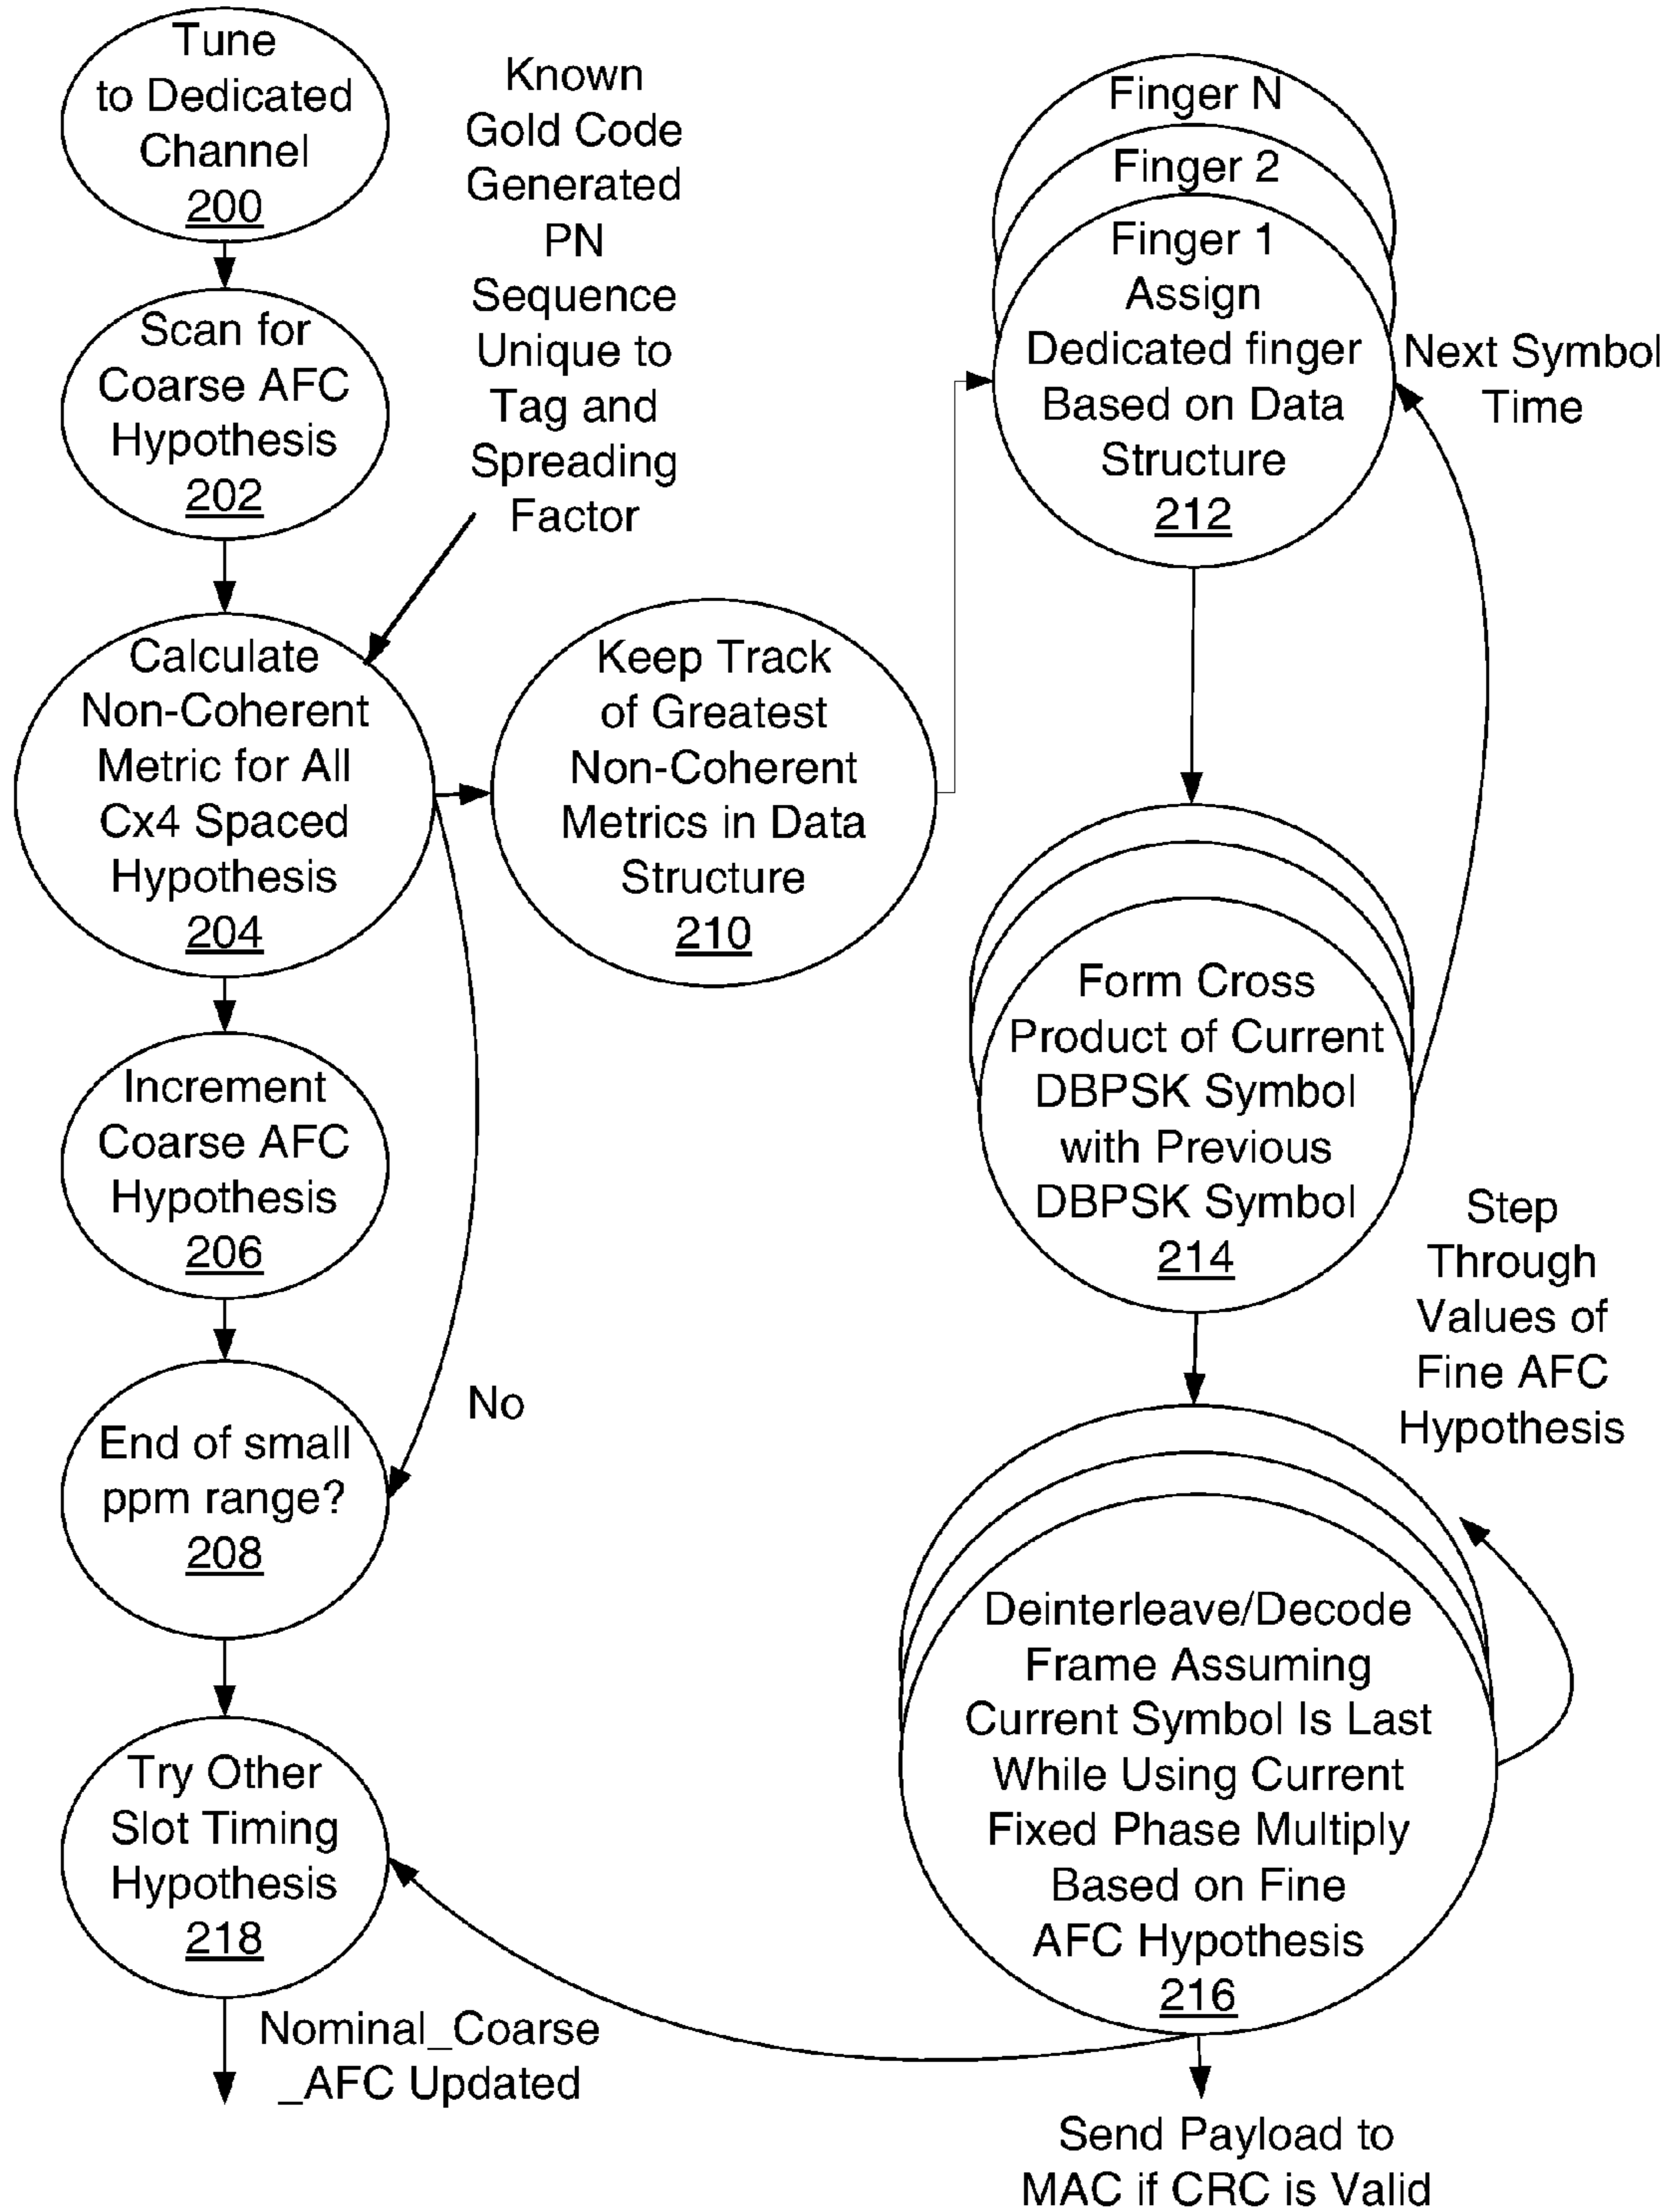 Tune
to Dedicated
Channel
200
Scan for
Coarse AFC
Hypothesis
202
Known
Gold Code
Generated
PN
Sequence
Unique to
Tag and
Spreading
Factor
Calculate
Non-Coherent
Metric for All
Cx4 Spaced
Hypothesis
204
Increment
Coarse AFC
Hypothesis
206
End of small
ppm range?
208
No
Try Other
Slot Timing
Hypothesis
218
Nominal_Coarse
_AFC Updated
Keep Track
of Greatest
Non-Coherent
Metrics in Data
Structure
210
Finger N
Finger 2
Finger 1
Assign
Dedicated finger
Based on Data
Structure
212
Next Symbol
Time
Form Cross
Product of Current
DBPSK Symbol
with Previous
DBPSK Symbol
214
Step
Through
Values of
Fine AFC
Hypothesis
Deinterleave/Decode
Frame Assuming
Current Symbol Is Last
While Using Current
Fixed Phase Multiply
Based on Fine
AFC Hypothesis
216
Send Payload to
MAC if CRC is Valid